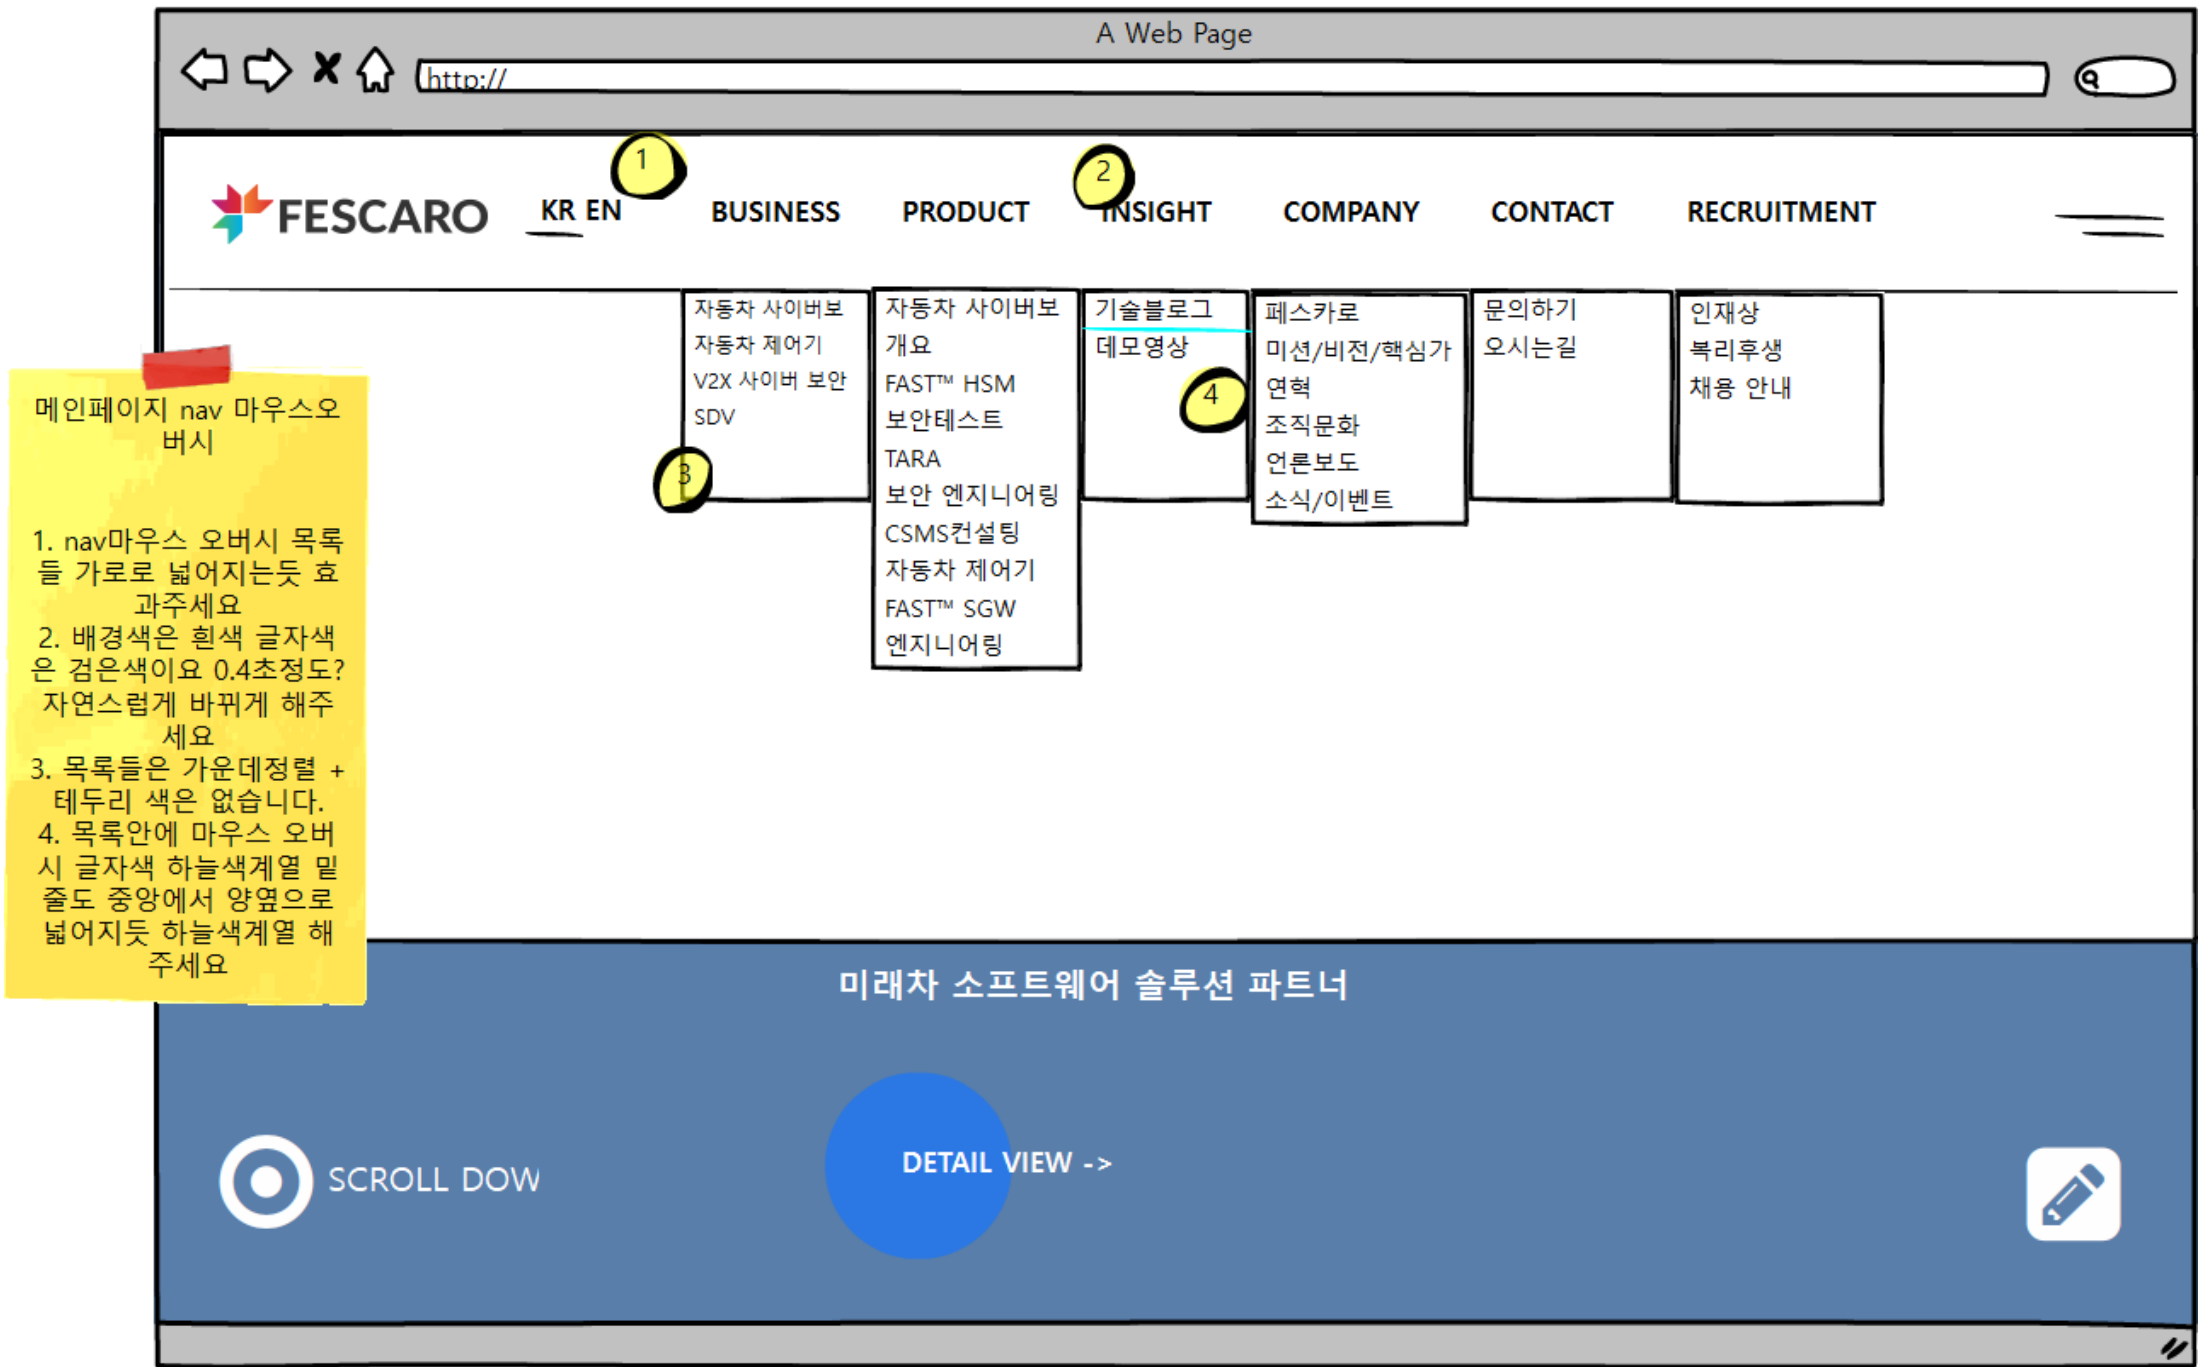 A Web Page
http://
FESCARO
KR EN
1
BUSINESS
PRODUCT
2
INSIGHT
COMPANY
CONTACT
RECRUITMENT
자동차 사이버보
자동차 제어기
V2X 사이버 보안
SDV
3
자동차 사이버보
개요
FAST™ HSM
보안테스트
TARA
보안 엔지니어링
CSMS컨설팅
자동차 제어기
FAST™ SGW
엔지니어링
기술블로그
데모영상
4
페스카로
미션/비전/핵심가
연혁
조직문화
언론보도
소식/이벤트
문의하기
오시는길
인재상
복리후생
채용 안내
메인페이지 nav 마우스오
버시
1. nav마우스 오버시 목록
들 가로로 넓어지는듯 효
과주세요
2. 배경색은 흰색 글자색
은 검은색이요 0.4초정도?
자연스럽게 바뀌게 해주
세요
3. 목록들은 가운데정렬 +
테두리 색은 없습니다.
4. 목록안에 마우스 오버
시 글자색 하늘색계열 밑
줄도 중앙에서 양옆으로
넓어지듯 하늘색계열 해
주세요
미래차 소프트웨어 솔루션 파트너
SCROLL DOW
DETAIL VIEW ->